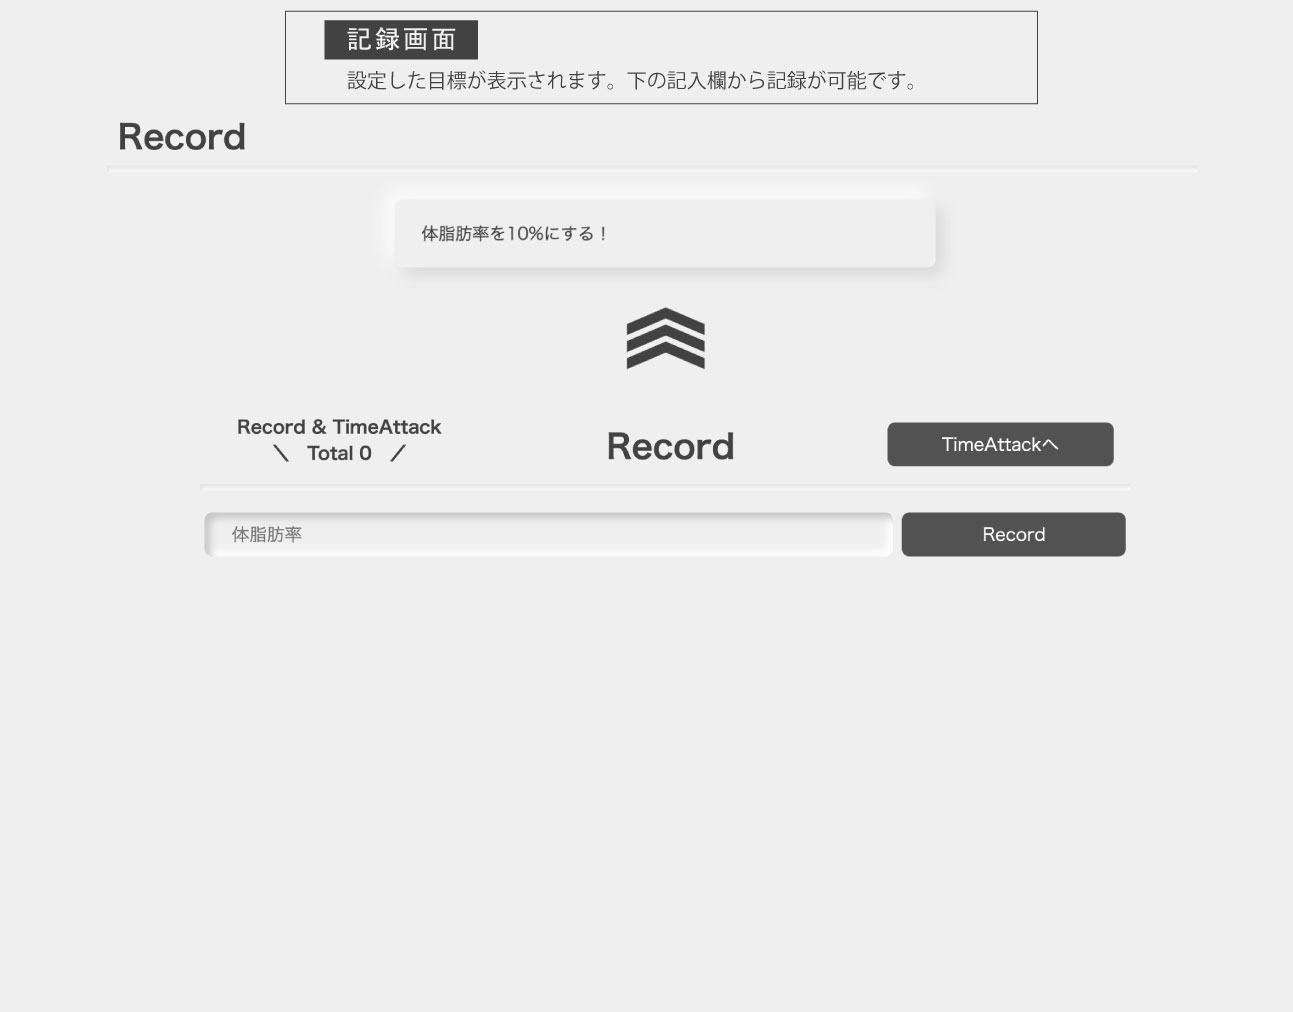 記録画面
設定した目標が表示されます。下の記入欄から記録が可能です。
Record
体脂肪率を10%にする！
Record & TimeAttack
＼ Total 0 ／
Record
TimeAttackへ
体脂肪率
Record